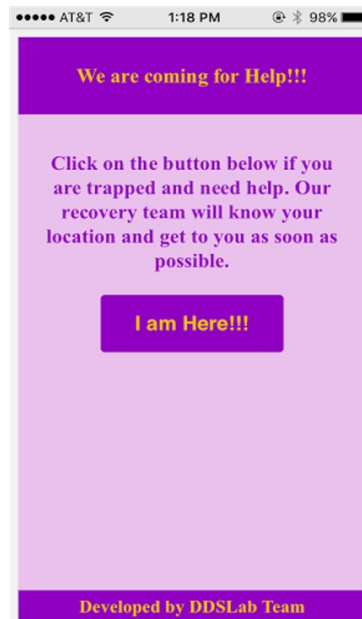 AT&T 1:18 PM 98%
We are coming for Help!!!
Click on the button below if you
are trapped and need help. Our
recovery team will know your
location and get to you as soon as
possible.
I am Here!!!
Developed by DDSLab Team